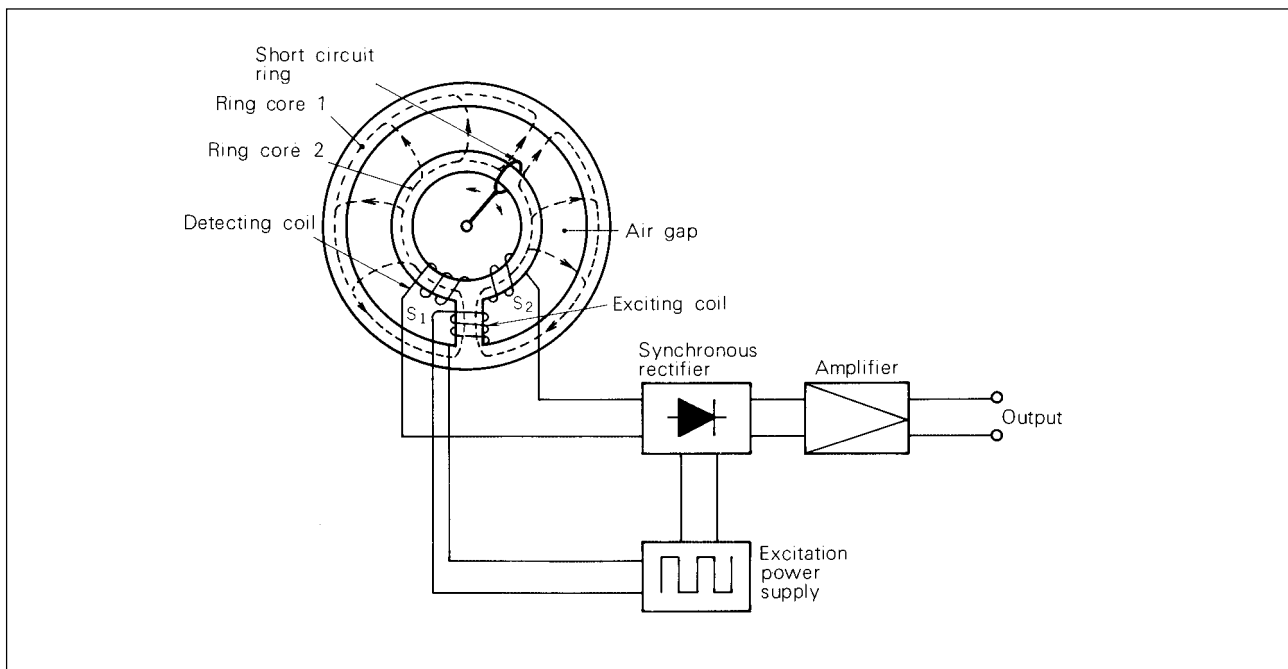 Short circuit
ring
Ring core 1
Ring core 2
Detecting coil
Air gap
S1
S2
Exciting coil
Synchronous
rectifier
Amplifier
Output
Excitation
power
supply